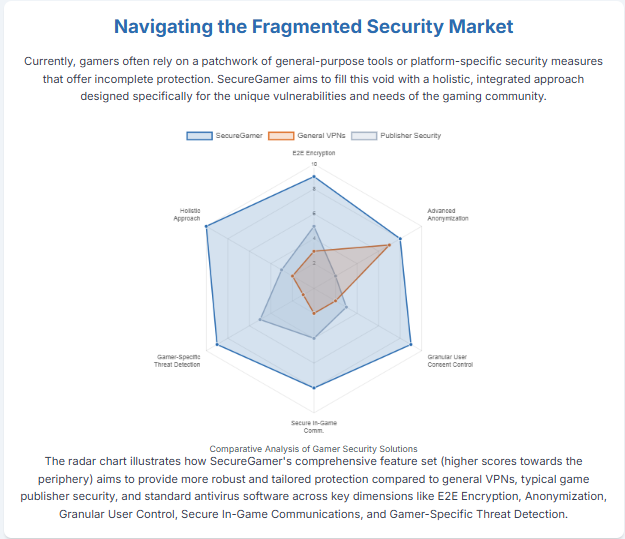 Navigating the Fragmented Security Market
Currently, gamers often rely on a patchwork of general-purpose tools or platform-specific security measures
that offer incomplete protection. SecureGamer aims to fill this void with a holistic, integrated approach
designed specifically for the unique vulnerabilities and needs of the gaming community.
SecureGamer General VPNs Publisher Security
E2E Encryption
10
8
6
4
2
Holistic
Approach
Advanced
Anonymization
Gamer-Specific
Threat Detection
Granular User
Consent Control
Secure In-Game
Comm.
Comparative Analysis of Gamer Security Solutions
The radar chart illustrates how SecureGamer's comprehensive feature set (higher scores towards the
periphery) aims to provide more robust and tailored protection compared to general VPNs, typical game
publisher security, and standard antivirus software across key dimensions like E2E Encryption, Anonymization,
Granular User Control, Secure In-Game Communications, and Gamer-Specific Threat Detection.